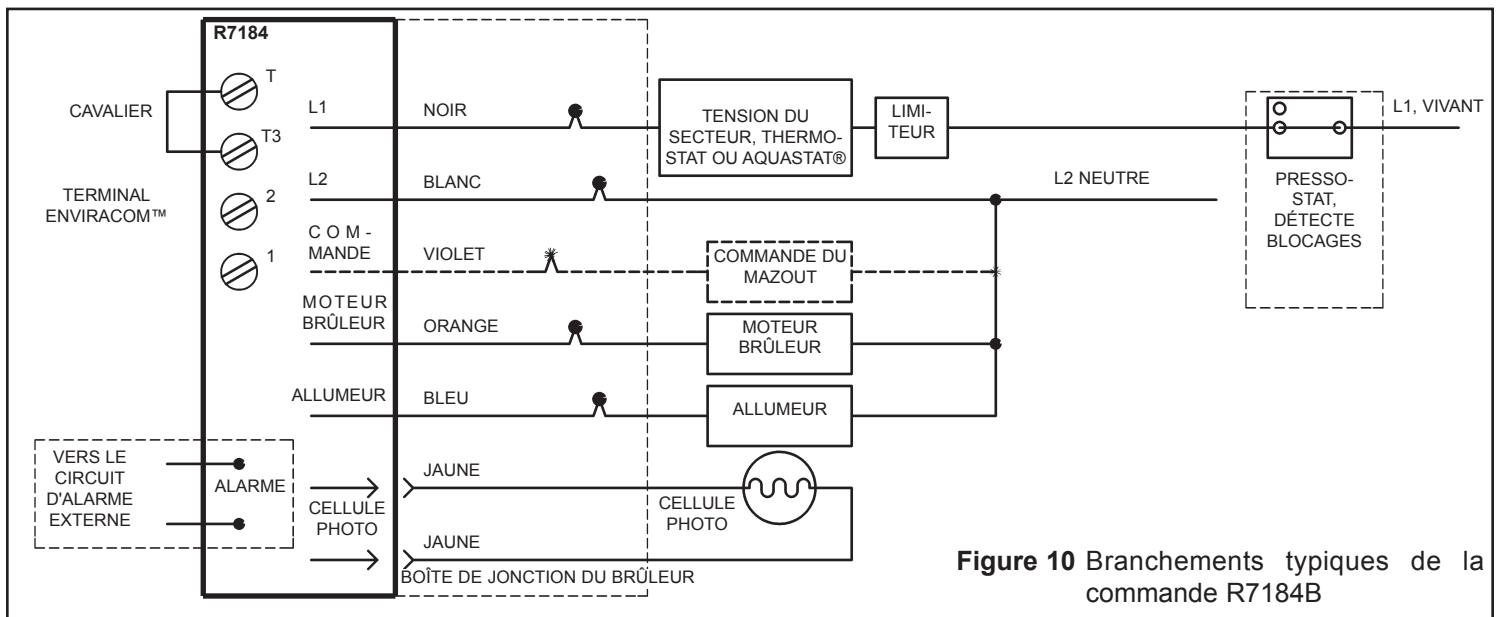 R7184
T
CAVALIER
T3
TERMINAL
ENVIRACOM™
2
1
L1
NOIR
TENSION DU
SECTEUR, THERMO-
STAT OU AQUASTAT®
LIMI-
TEUR
L1, VIVANT
PRESSO-
STAT,
DÉTECTE
BLOCAGES
L2
BLANC
L2 NEUTRE
COM-
MANDE
VIOLET
COMMANDE DU
MAZOUT
MOTEUR
BRÛLEUR
ORANGE
MOTEUR
BRÛLEUR
ALLUMEUR
BLEU
ALLUMEUR
VERS LE
CIRCUIT
D'ALARME
EXTERNE
ALARME
CELLULE
PHOTO
JAUNE
CELLULE
PHOTO
JAUNE
BOÎTE DE JONCTION DU BRÛLEUR
Figure 10 Branchements typiques de la
commande R7184B